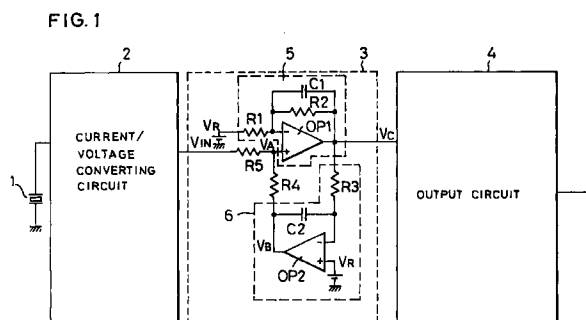 FIG. 1
2
5
3
4
C1
R2
OP1
VR
R1
VIN
VA
R5
VC
CURRENT/
VOLTAGE
CONVERTING
CIRCUIT
1
R4
R3
6
C2
VB
OP2
VR
OUTPUT CIRCUIT